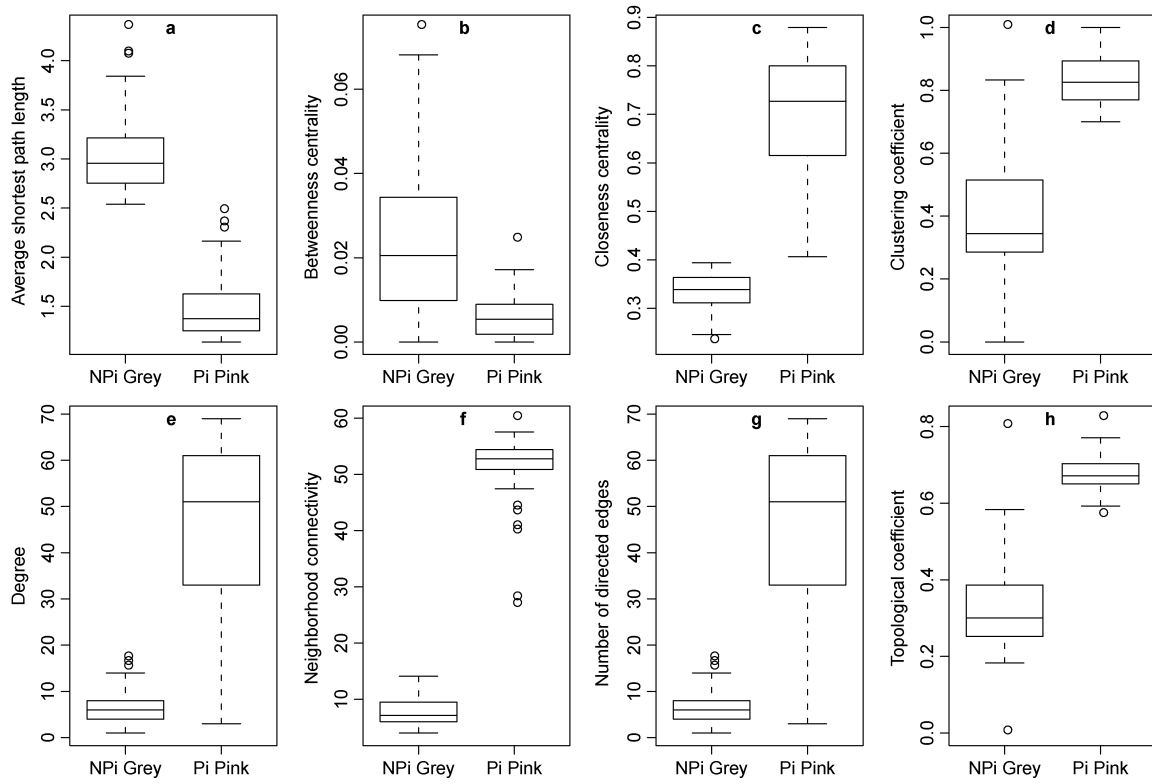 a
Average shortest path length
4.0
3.5
3.0
2.5
2.0
1.5
NPi Grey Pi Pink
b
Betweenness centrality
0.06
0.04
0.02
0.00
NPi Grey Pi Pink
c
Closeness centrality
0.9
0.8
0.7
0.6
0.5
0.4
0.3
NPi Grey Pi Pink
d
Clustering coefficient
1.0
0.8
0.6
0.4
0.2
0.0
NPi Grey Pi Pink
e
Degree
70
60
50
40
30
20
10
0
NPi Grey Pi Pink
f
Neighborhood connectivity
60
50
40
30
20
10
NPi Grey Pi Pink
g
Number of directed edges
70
60
50
40
30
20
10
0
NPi Grey Pi Pink
h
Topological coefficient
0.8
0.6
0.4
0.2
0.0
NPi Grey Pi Pink